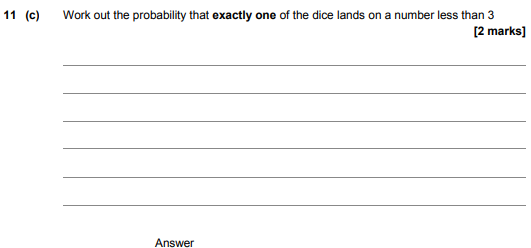 11 (c) Work out the probability that exactly one of the dice lands on a number less than 3
[2 marks]
Answer